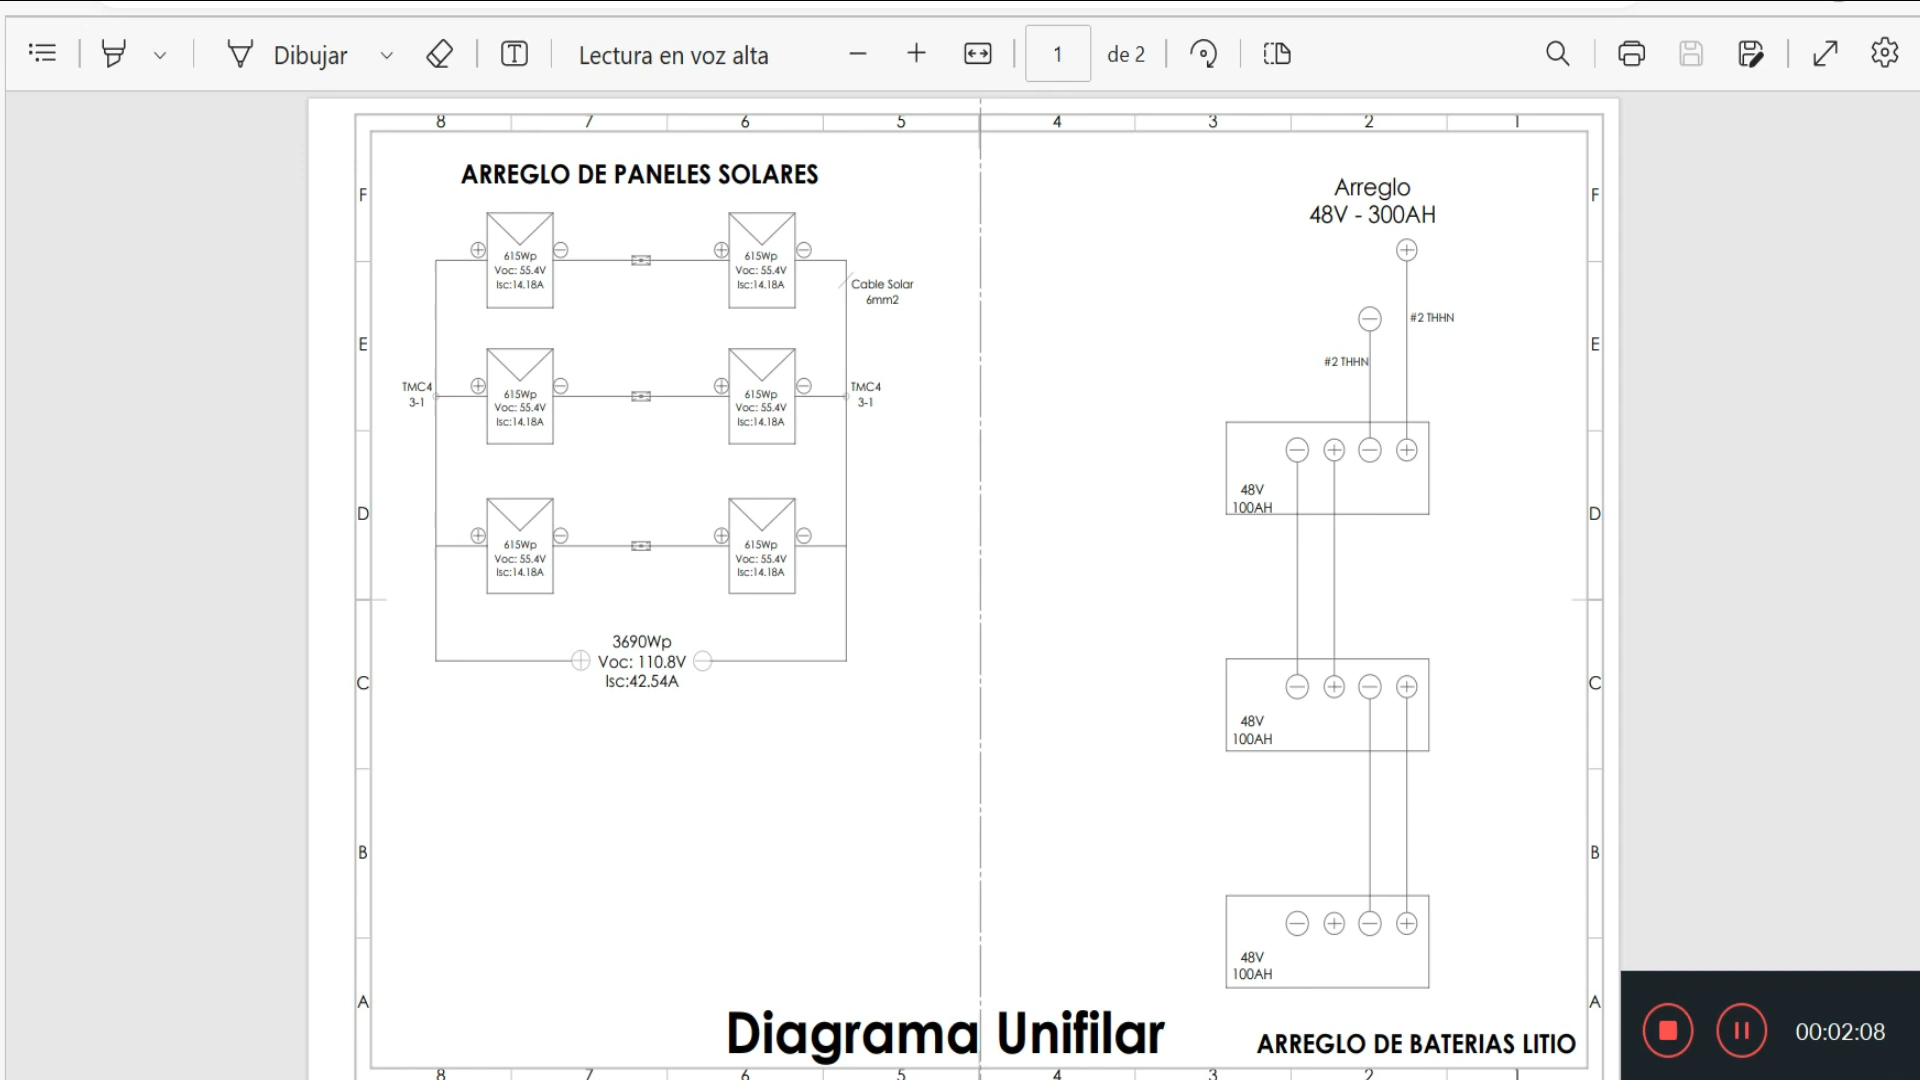 Dibujar
Lectura en voz alta
1
de 2
8 7 6 5 4 3 2 1
F
F
ARREGLO DE PANELES SOLARES
Arreglo
48V - 300AH
615Wp
Voc: 55.4V
Isc:14.18A
615Wp
Voc: 55.4V
Isc:14.18A
Cable Solar
6mm2
#2 THHN
#2 THHN
E
E
TMC4
3-1
615Wp
Voc: 55.4V
Isc:14.18A
615Wp
Voc: 55.4V
Isc:14.18A
TMC4
3-1
48V
100AH
D
D
615Wp
Voc: 55.4V
Isc:14.18A
615Wp
Voc: 55.4V
Isc:14.18A
3690Wp
Voc: 110.8V
Isc:42.54A
C
C
48V
100AH
B
B
48V
100AH
A
A
Diagrama Unifilar
ARREGLO DE BATERIAS LITIO
00:02:08
8 7 6 5 4 3 2 1